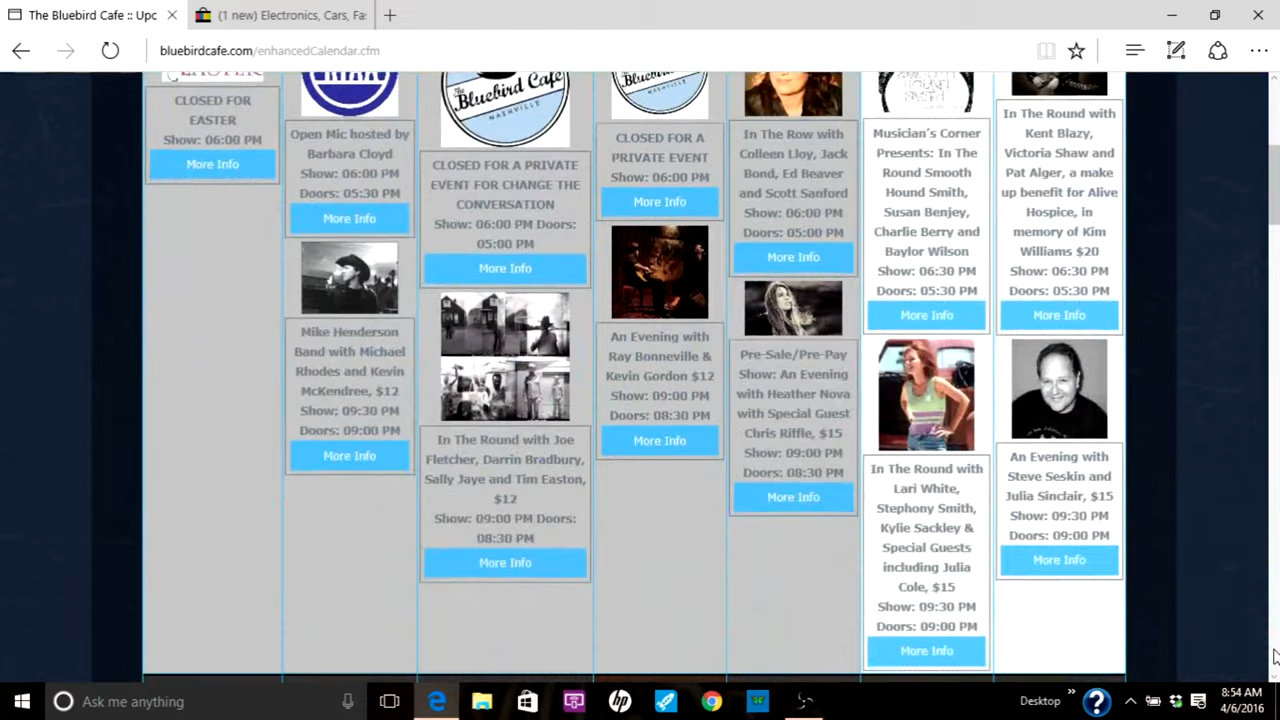 The Bluebird Cafe :: Upc
(1 new) Electronics, Cars, Fa
bluebirdcafe.com/enhancedCalendar.cfm
CLOSED FOR
EASTER
Show: 06:00 PM
More Info
Open Mic hosted by
Barbara Cloyd
Show: 06:00 PM
Doors: 05:30 PM
More Info
Mike Henderson
Band with Michael
Rhodes and Kevin
McKendree, $12
Show: 09:30 PM
Doors: 09:00 PM
More Info
The
Bluebird Cafe
NASHVILLE
CLOSED FOR A PRIVATE
EVENT FOR CHANGE THE
CONVERSATION
Show: 06:00 PM Doors:
05:00 PM
More Info
In The Round with Joe
Fletcher, Darrin Bradbury,
Sally Jaye and Tim Easton,
$12
Show: 09:00 PM Doors:
08:30 PM
More Info
Bluebird Cafe
NASHVILLE
CLOSED FOR A
PRIVATE EVENT
Show: 06:00 PM
More Info
An Evening with
Ray Bonneville &
Kevin Gordon $12
Show: 09:00 PM
Doors: 08:30 PM
More Info
In The Row with
Colleen Lloy, Jack
Bond, Ed Beaver
and Scott Sanford
Show: 06:00 PM
Doors: 05:00 PM
More Info
Pre-Sale/Pre-Pay
Show: An Evening
with Heather Nova
with Special Guest
Chris Riffle, $15
Show: 09:00 PM
Doors: 08:30 PM
More Info
Musician´s Corner
Presents: In The
Round Smooth
Hound Smith,
Susan Benjey,
Charlie Berry and
Baylor Wilson
Show: 06:30 PM
Doors: 05:30 PM
More Info
In The Round with
Lari White,
Stephony Smith,
Kylie Sackley &
Special Guests
including Julia
Cole, $15
Show: 09:30 PM
Doors: 09:00 PM
More Info
In The Round with
Kent Blazy,
Victoria Shaw and
Pat Alger, a make
up benefit for Alive
Hospice, in
memory of Kim
Williams $20
Show: 06:30 PM
Doors: 05:30 PM
More Info
An Evening with
Steve Seskin and
Julia Sinclair, $15
Show: 09:30 PM
Doors: 09:00 PM
More Info
Ask me anything
hp
Desktop
8:54 AM
4/6/2016